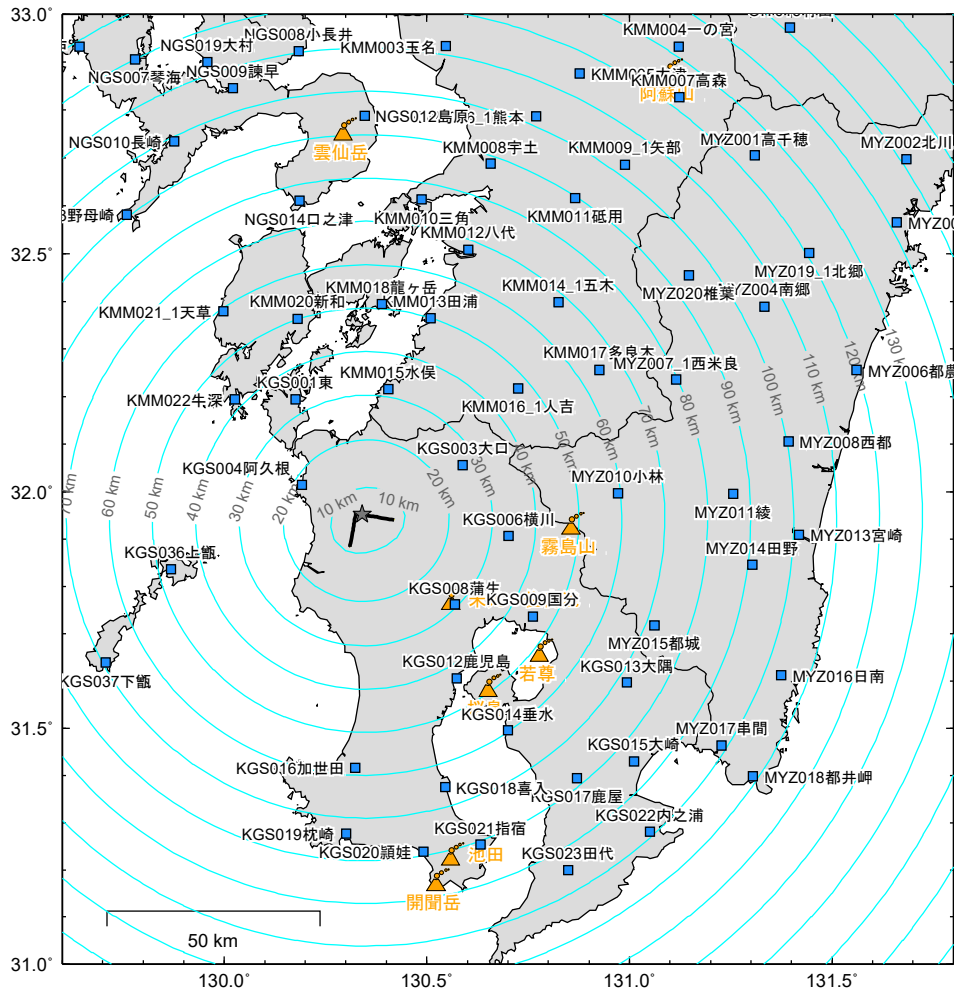 KMM004一の宮
NGS008小長井
KMM003玉名
NGS019大村
NGS007琴海
NGS009諫早
KMM007高森
阿蘇山
NGS012島原
6_1熊本
雲仙岳
NGS010長崎
KMM008宇土
KMM009_1矢部
MYZ001高千穂
MYZ002北川
野母崎
NGS014口之津
KMM010三角
KMM011砥用
KMM012八代
32.5
MYZ019_1北郷
MYZ020椎葉
MYZ004南郷
KMM018龍ヶ岳
KMM014_1五木
KMM020新和
KMM013田浦
KMM021_1天草
KMM017多良木
MYZ007_1西米良
MYZ006都農
KGS001東
KMM015水俣
KMM022牛深
KMM016_1人吉
KGS003大口
MYZ008西都
KGS004阿久根
70 km
60 km
50 km
40 km
30 km
20 km
10 km
10 km
20 km
30 km
40 km
50 km
60 km
70 km
80 km
90 km
100 km
110 km
120 km
130 km
32.0
MYZ010小林
MYZ011綾
KGS006横川
霧島山
MYZ013宮崎
KGS036上甑
MYZ014田野
KGS008蒲生
KGS009国分
MYZ015都城
KGS012鹿児島
若尊
KGS013大隅
MYZ016日南
KGS037下甑
桜島
KGS014垂水
31.5
MYZ017串間
KGS015大崎
KGS016加世田
MYZ018都井岬
KGS018喜入
KGS017鹿屋
KGS022内之浦
KGS019枕崎
KGS021指宿
KGS020頴娃
池田
KGS023田代
開聞岳
50 km
31.0
130.0
130.5
131.0
131.5